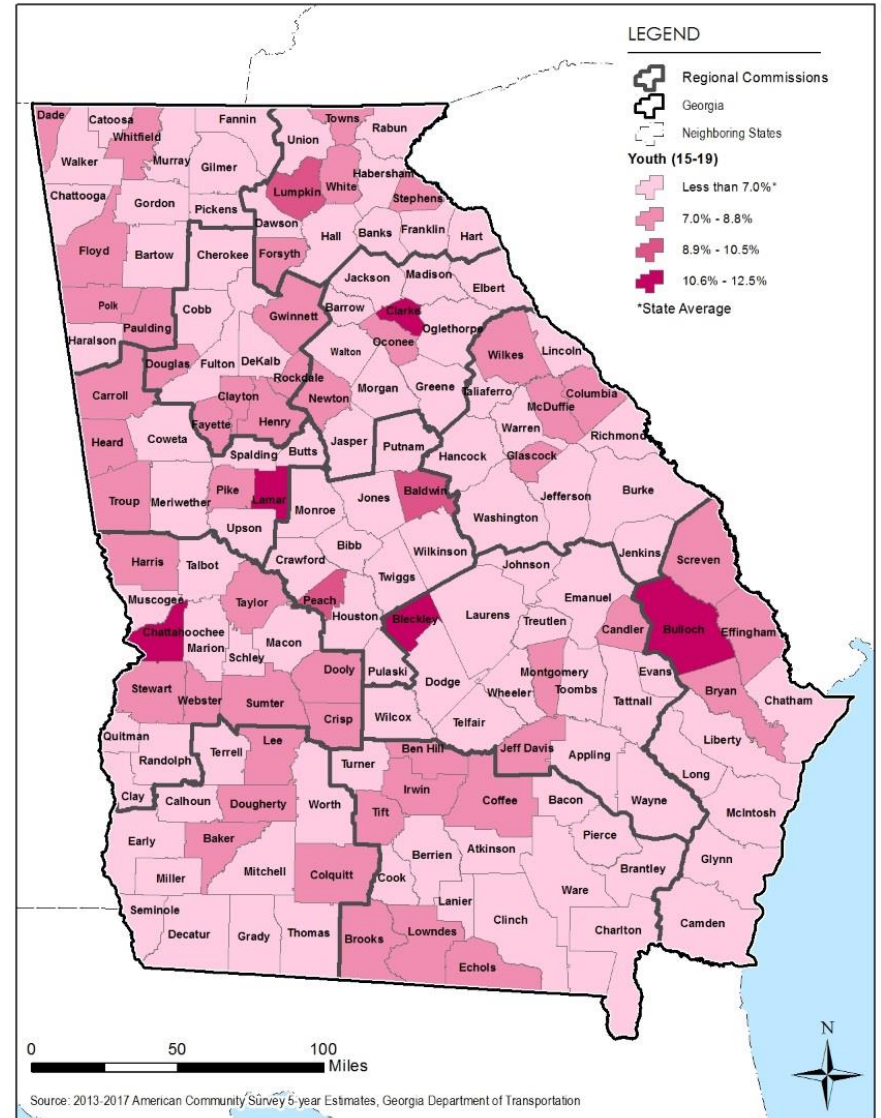 LEGEND
Regional Commissions
Georgia
Neighboring States
Youth (15-19)
Less than 7.0%*
7.0% - 8.8%
8.9% - 10.5%
10.6% - 12.5%
*State Average
Dade
Catoosa
Whitfield
Fannin
Union
Towns
Rabun
Walker
Murray
Gilmer
Lumpkin
White
Habersham
Stephens
Chattooga
Gordon
Pickens
Dawson
Hall
Banks
Franklin
Hart
Floyd
Bartow
Cherokee
Forsyth
Jackson
Madison
Elbert
Polk
Paulding
Cobb
Gwinnett
Barrow
Clarke
Oglethorpe
Oconee
Haralson
Douglas
Fulton
DeKalb
Rockdale
Walton
Wilkes
Lincoln
Carroll
Clayton
Newton
Morgan
Greene
Taliaferro
McDuffie
Columbia
Fayette
Henry
Warren
Richmond
Heard
Coweta
Spalding
Butts
Jasper
Putnam
Hancock
Glascock
Troup
Meriwether
Pike
Lamar
Monroe
Jones
Baldwin
Jefferson
Burke
Upson
Washington
Harris
Talbot
Crawford
Bibb
Wilkinson
Johnson
Jenkins
Screven
Muscogee
Taylor
Peach
Twiggs
Emanuel
Chattahoochee
Marion
Schley
Macon
Houston
Bleckley
Laurens
Treutlen
Candler
Bulloch
Effingham
Stewart
Webster
Sumter
Dooly
Pulaski
Dodge
Wheeler
Montgomery
Toombs
Evans
Tattnall
Bryan
Chatham
Quitman
Crisp
Wilcox
Telfair
Liberty
Randolph
Terrell
Lee
Turner
Ben Hill
Jeff Davis
Appling
Long
Clay
Calhoun
Dougherty
Worth
Irwin
Coffee
Bacon
Wayne
McIntosh
Early
Baker
Tift
Pierce
Miller
Mitchell
Colquitt
Cook
Berrien
Atkinson
Ware
Brantley
Glynn
Seminole
Lanier
Clinch
Charlton
Camden
Decatur
Grady
Thomas
Brooks
Lowndes
Echols
N
0 50 100
Miles
Source: 2013-2017 American Community Survey 5-year Estimates, Georgia Department of Transportation